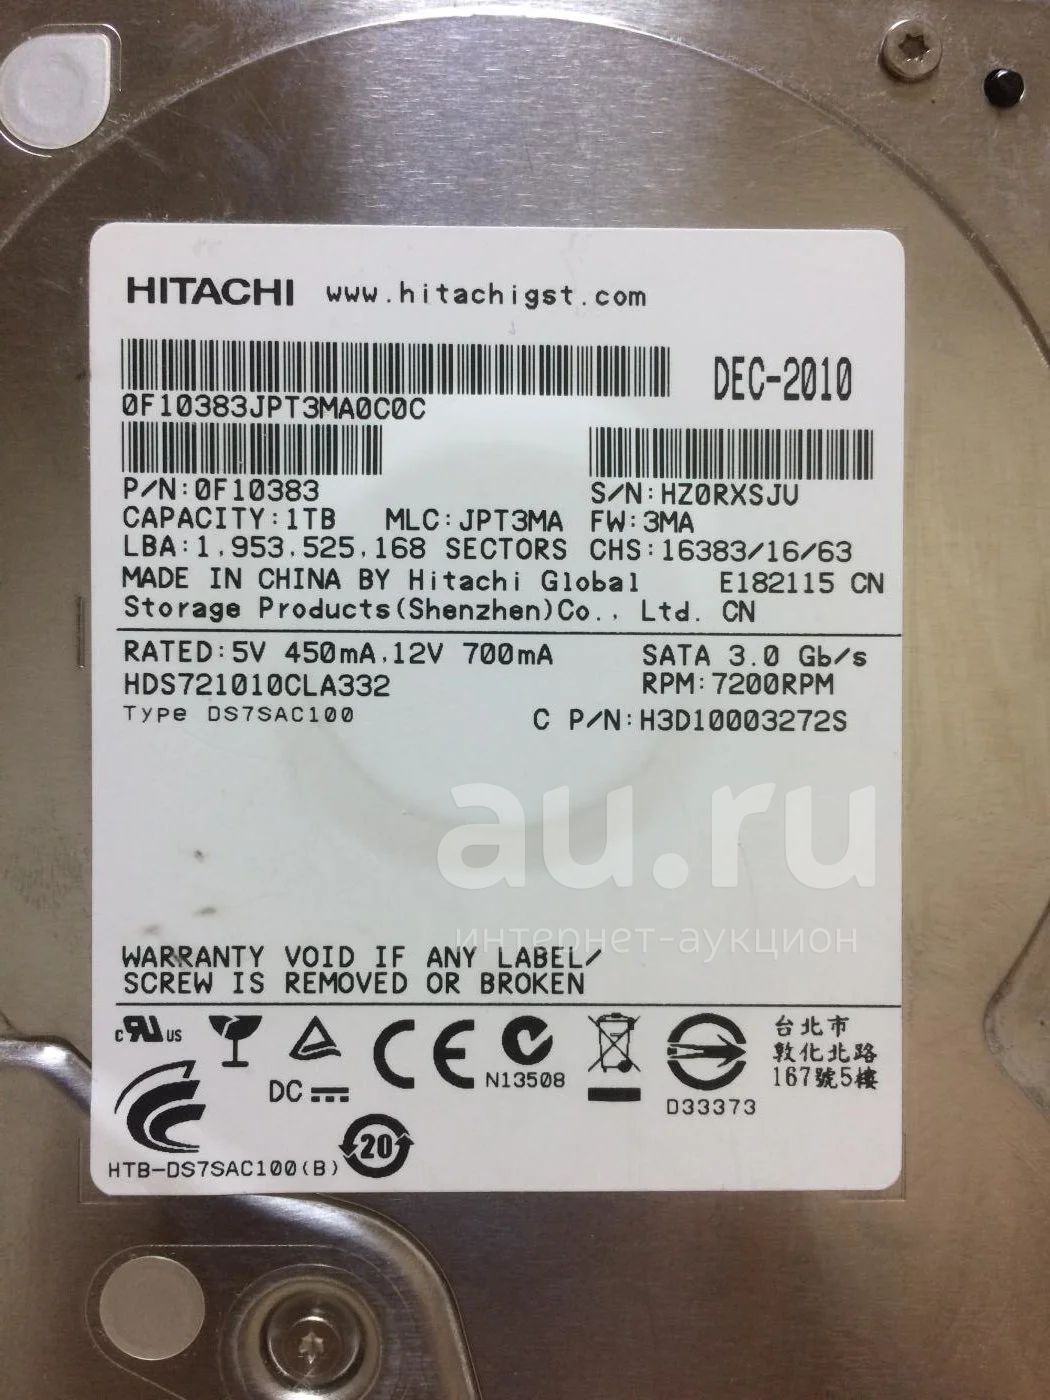 HITACHI www.hitachigst.com
DEC-2010
0F10383JPT3MA0C0C
P/N:0F10383 S/N:HZ0RXSJU
CAPACITY:1TB MLC:JPT3MA FW:3MA
LBA:1,953,525,168 SECTORS CHS:16383/16/63
MADE IN CHINA BY Hitachi Global E182115 CN
Storage Products(Shenzhen)Co., Ltd. CN
RATED:5V 450mA,12V 700mA SATA 3.0 Gb/s
HDS721010CLA332 RPM:7200RPM
Type DS7SAC100 C P/N:H3D10003272S
au.ru
интернет-аукцион
WARRANTY VOID IF ANY LABEL/
SCREW IS REMOVED OR BROKEN
c UL US
CE
N13508
DC
D33373
台北市
敦化北路
167號5樓
20
HTB-DS7SAC100(B)